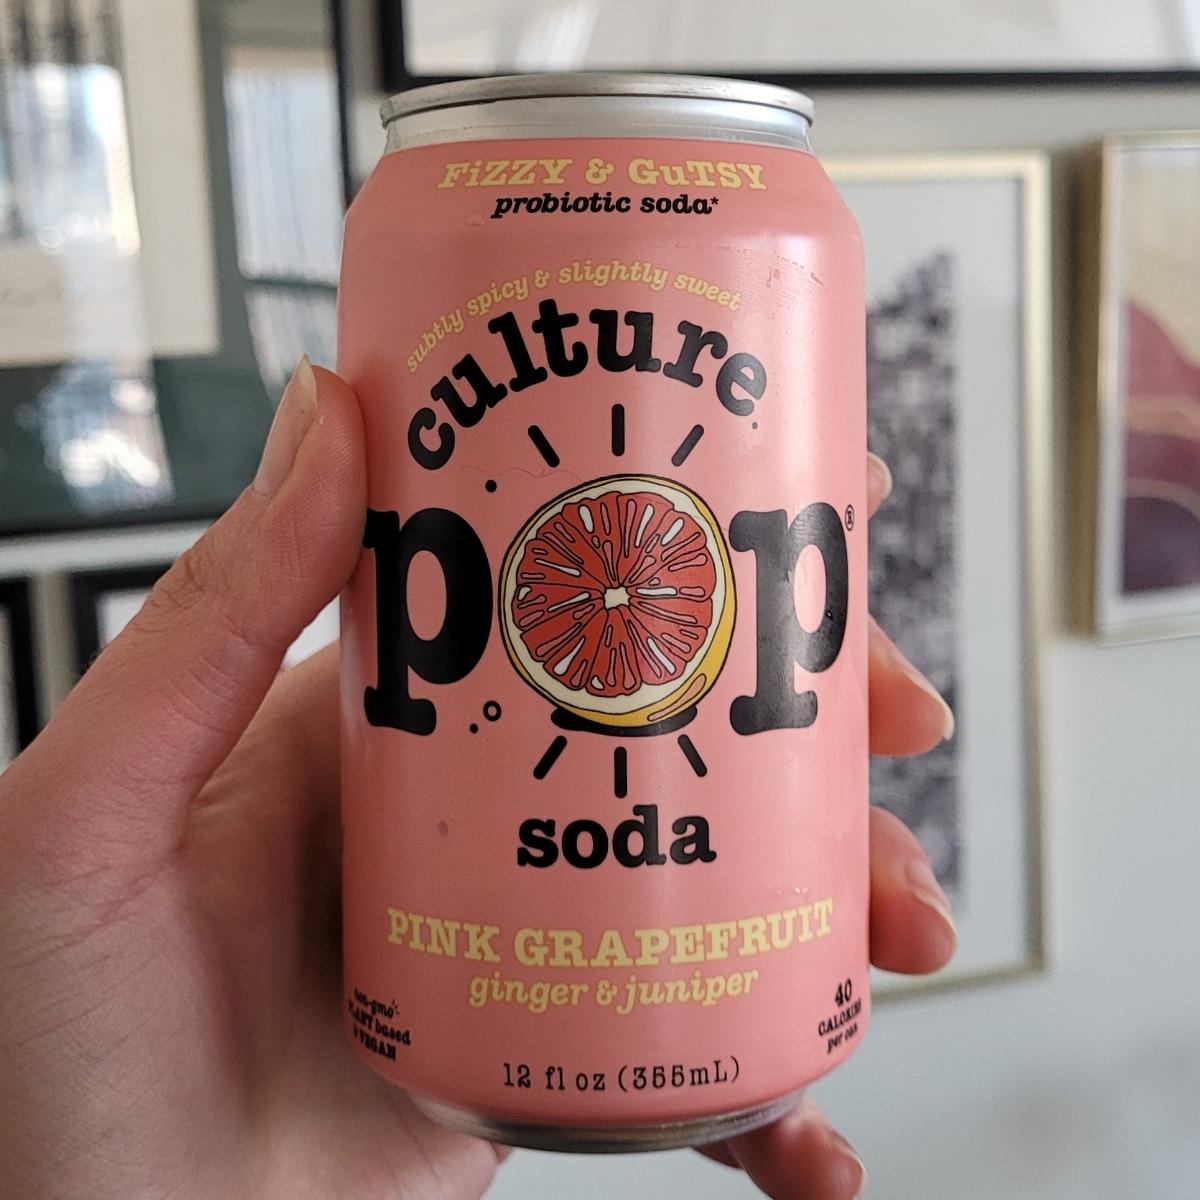 FiZZY & GuTSY
probiotic soda*
subtly spicy & slightly sweet
culture
pop®
soda
PINK GRAPEFRUIT
ginger & juniper
non-gmo
PLANT based
& VEGAN
40
CALORIES
per can
12 fl oz (355mL)